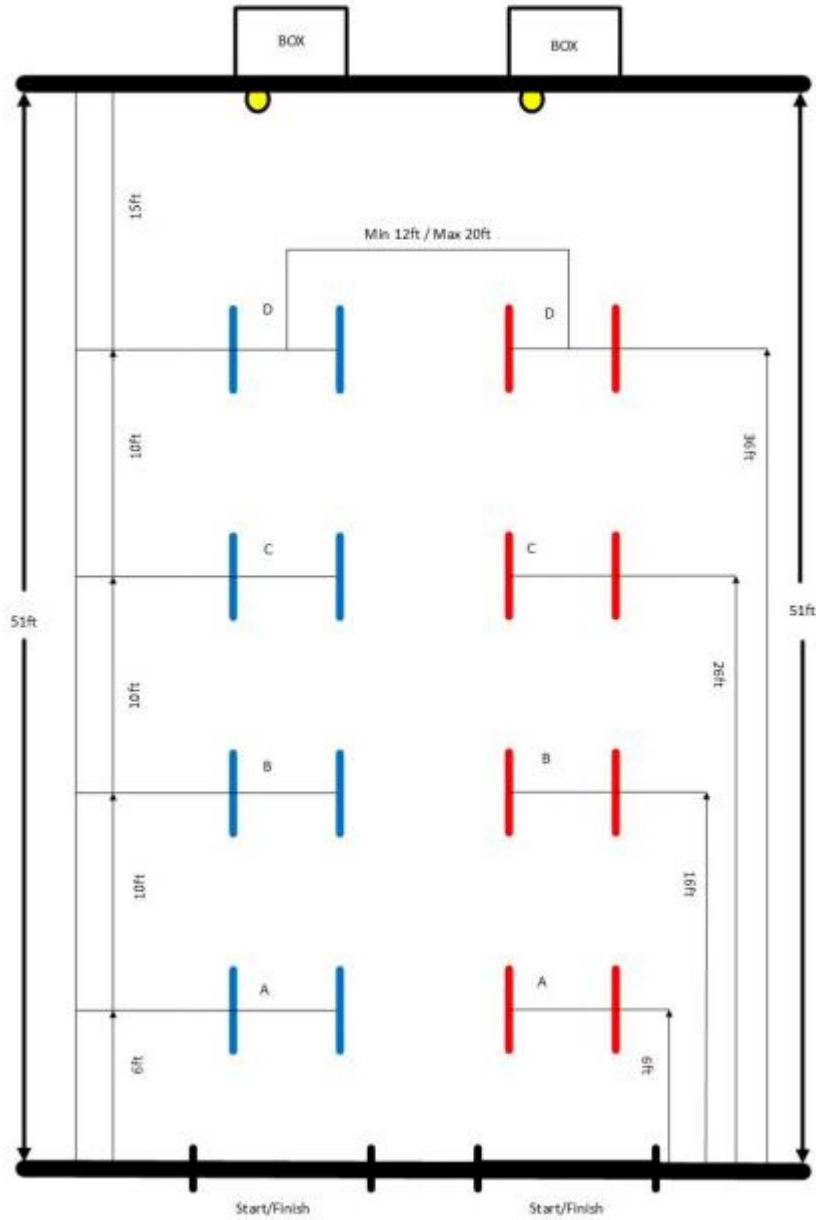 BOX
BOX
15ft
Min 12ft / Max 20ft
D
D
10ft
36ft
C
C
51ft
51ft
26ft
10ft
B
B
10ft
16ft
A
A
6ft
6ft
Start/Finish
Start/Finish